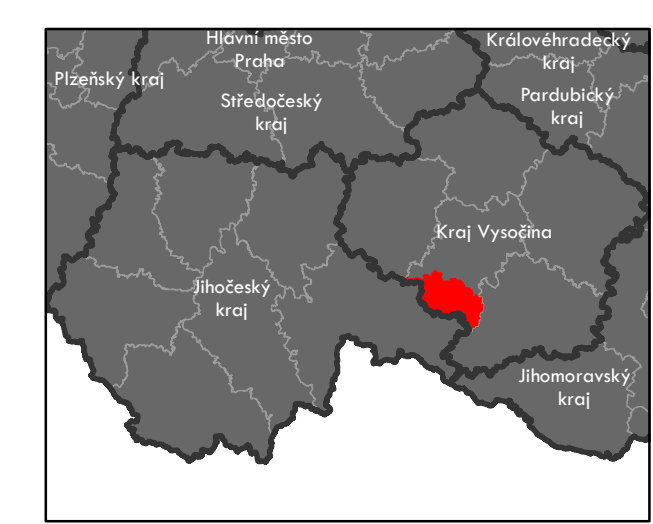 Hlavní město
Praha
Královéhradecký
kraj
Plzeňský kraj
Středočeský
kraj
Pardubický
kraj
Kraj Vysočina
Jihočeský
kraj
Jihomoravský
kraj